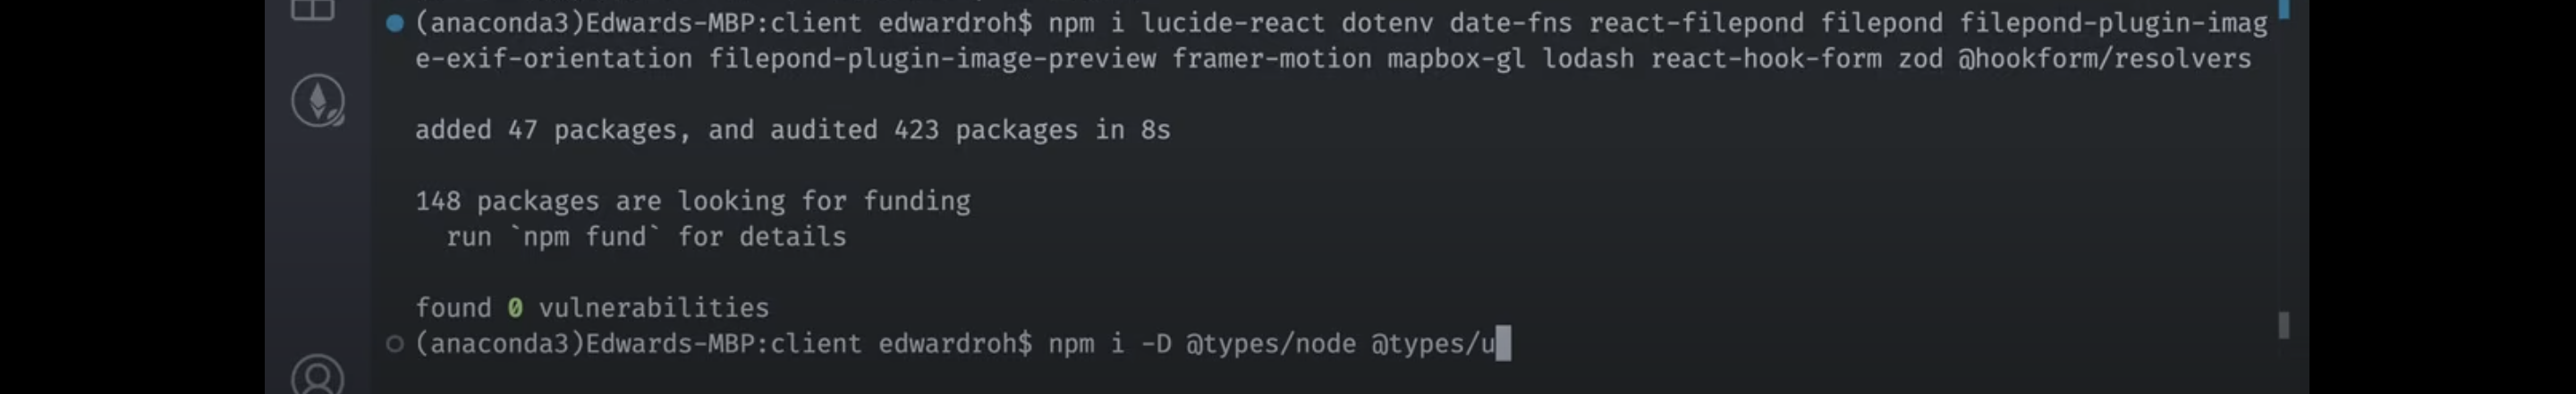 (anaconda3)Edwards-MBP:client edwardroh$ npm i lucide-react dotenv date-fns react-filepond filepond filepond-plugin-imag
e-exif-orientation filepond-plugin-image-preview framer-motion mapbox-gl lodash react-hook-form zod @hookform/resolvers
added 47 packages, and audited 423 packages in 8s
148 packages are looking for funding
run `npm fund` for details
found 0 vulnerabilities
(anaconda3)Edwards-MBP:client edwardroh$ npm i -D @types/node @types/u